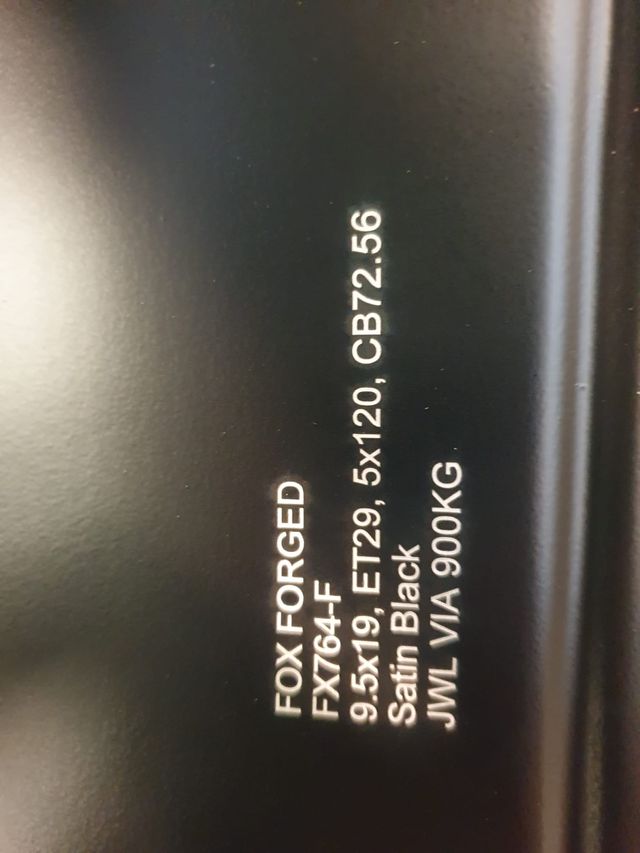 FOX FORGED
FX764-F
9.5x19, ET29, 5x120, CB72.56
Satin Black
JWL VIA 900KG